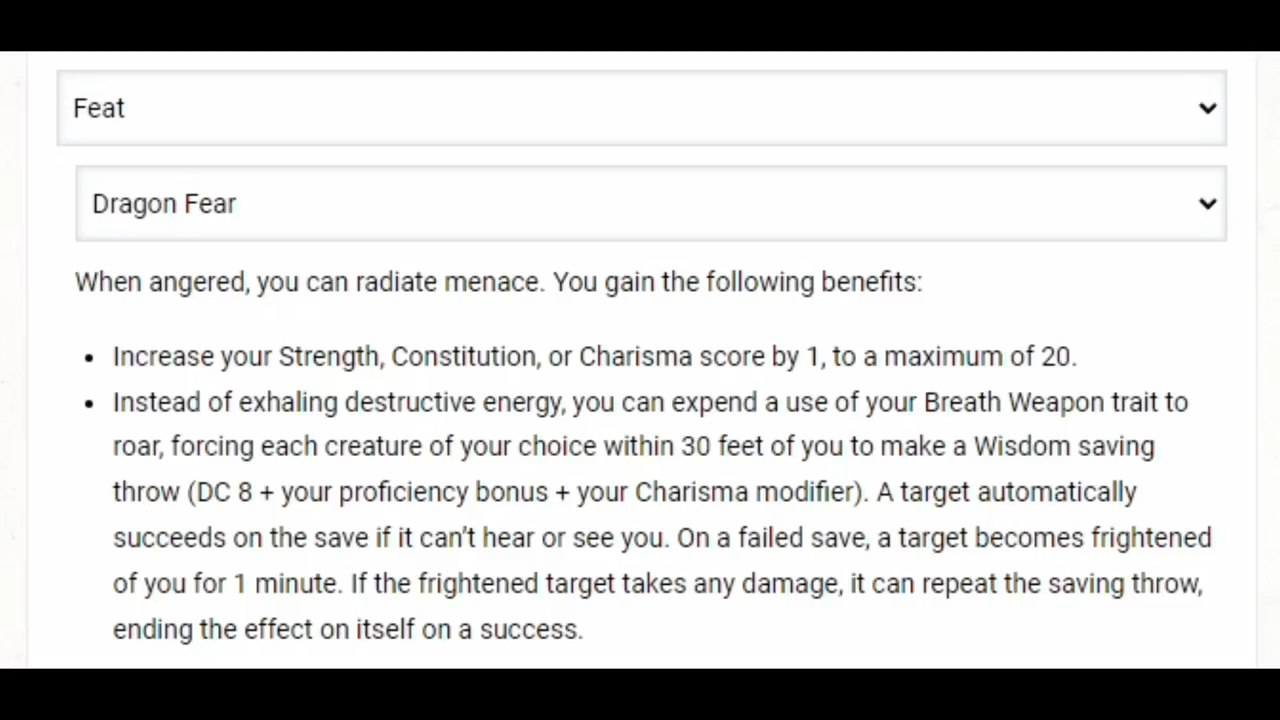 Feat
Dragon Fear
When angered, you can radiate menace. You gain the following benefits:
• Increase your Strength, Constitution, or Charisma score by 1, to a maximum of 20.
• Instead of exhaling destructive energy, you can expend a use of your Breath Weapon trait to
roar, forcing each creature of your choice within 30 feet of you to make a Wisdom saving
throw (DC 8 + your proficiency bonus + your Charisma modifier). A target automatically
succeeds on the save if it can't hear or see you. On a failed save, a target becomes frightened
of you for 1 minute. If the frightened target takes any damage, it can repeat the saving throw,
ending the effect on itself on a success.